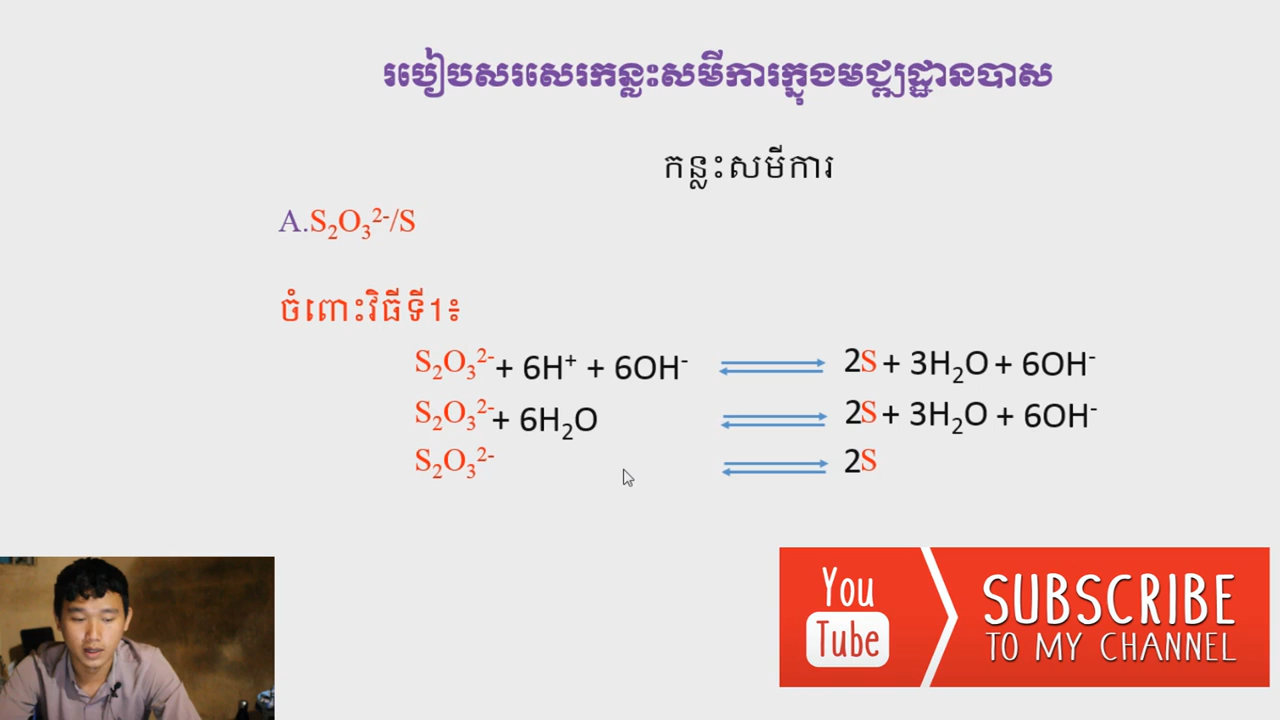 របៀបសរសេរកន្លះសមីការក្នុងមជ្ឈដ្ឋានបាស
កន្លះសមីការ
A.S₂O₃²⁻/S
ចំពោះវិធីទី1៖
S₂O₃²⁻+ 6H⁺ + 6OH⁻ ⇌ 2S + 3H₂O + 6OH⁻
S₂O₃²⁻+ 6H₂O ⇌ 2S + 3H₂O + 6OH⁻
S₂O₃²⁻ ⇌ 2S
You Tube
SUBSCRIBE
TO MY CHANNEL